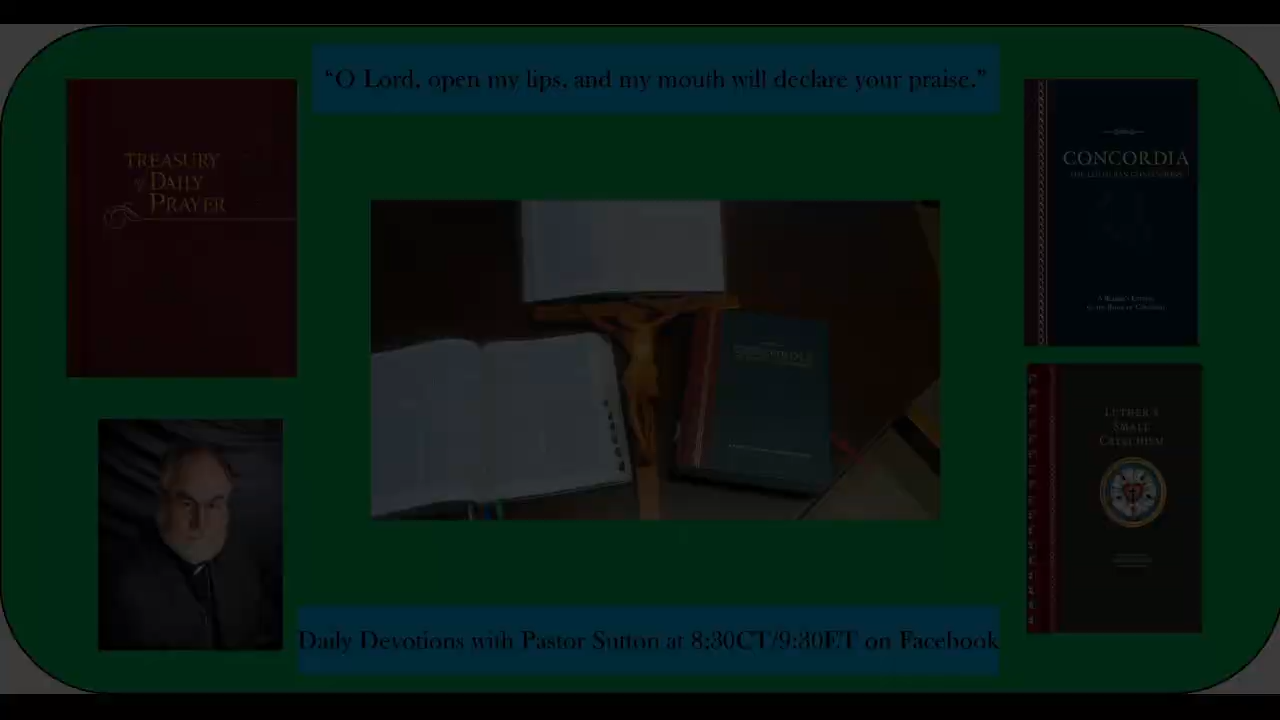 “O Lord, open my lips, and my mouth will declare your praise.”
TREASURY
of DAILY
PRAYER
CONCORDIA
THE LUTHERAN CONFESSIONS
A Reader's Edition
of the Book of Concord
CONCORDIA
LUTHER'S
SMALL
CATECHISM
Daily Devotions with Pastor Sutton at 8:30CT/9:30ET on Facebook